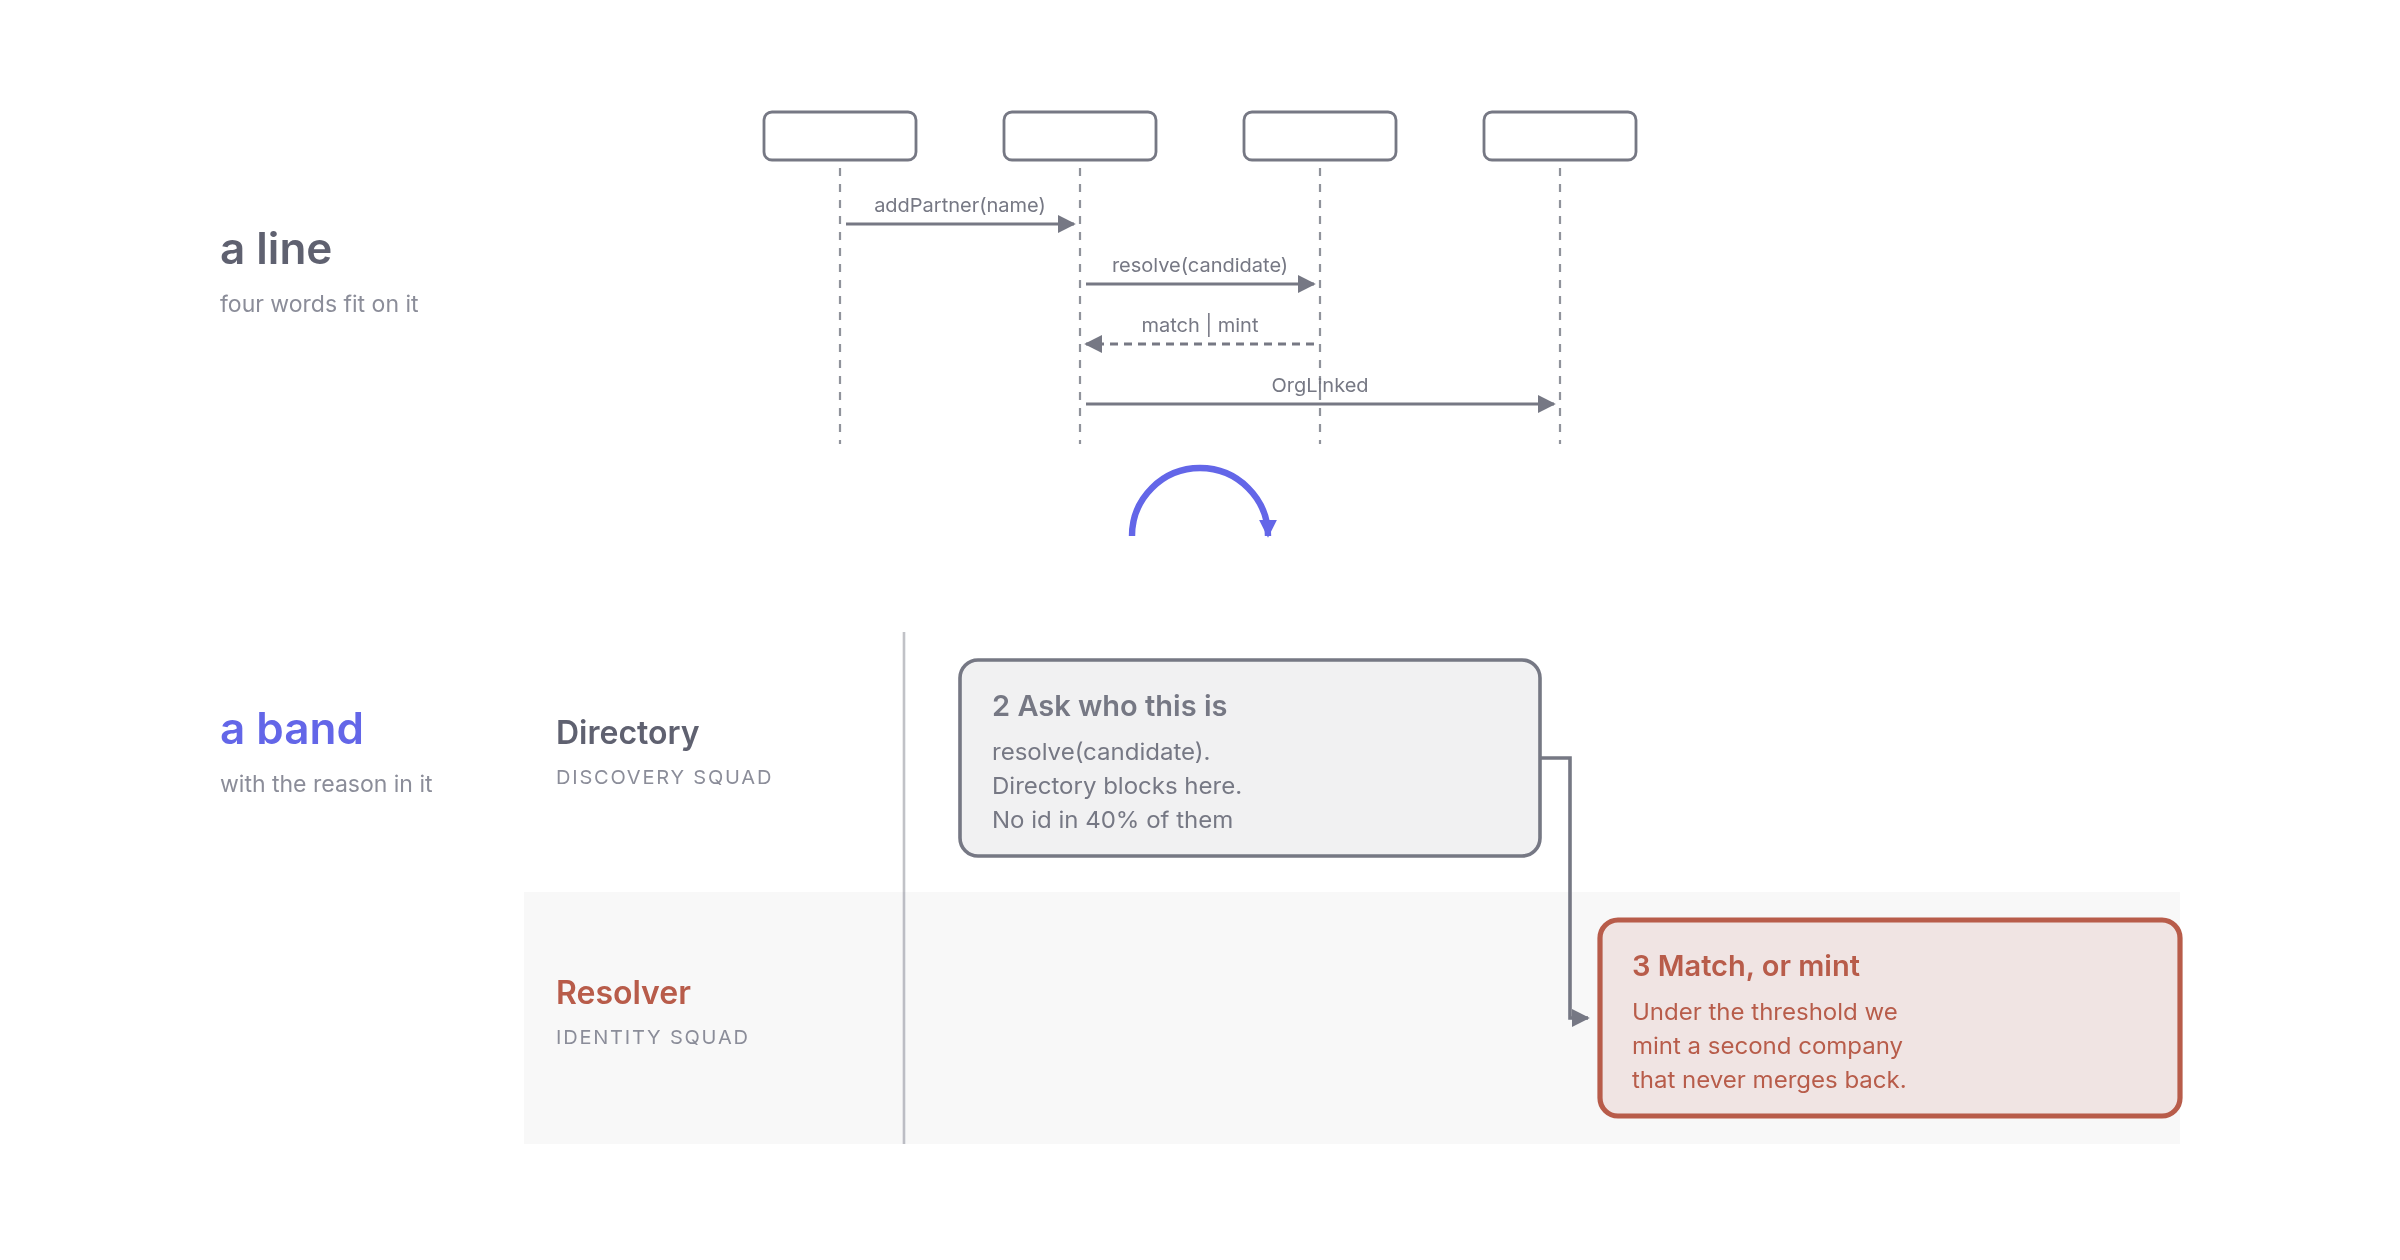 addPartner(name)
resolve(candidate)
match | mint
OrgLinked
a line
four words fit on it
a band
with the reason in it
Directory
DISCOVERY SQUAD
2 Ask who this is
resolve(candidate).
Directory blocks here.
No id in 40% of them
Resolver
IDENTITY SQUAD
3 Match, or mint
Under the threshold we
mint a second company
that never merges back.